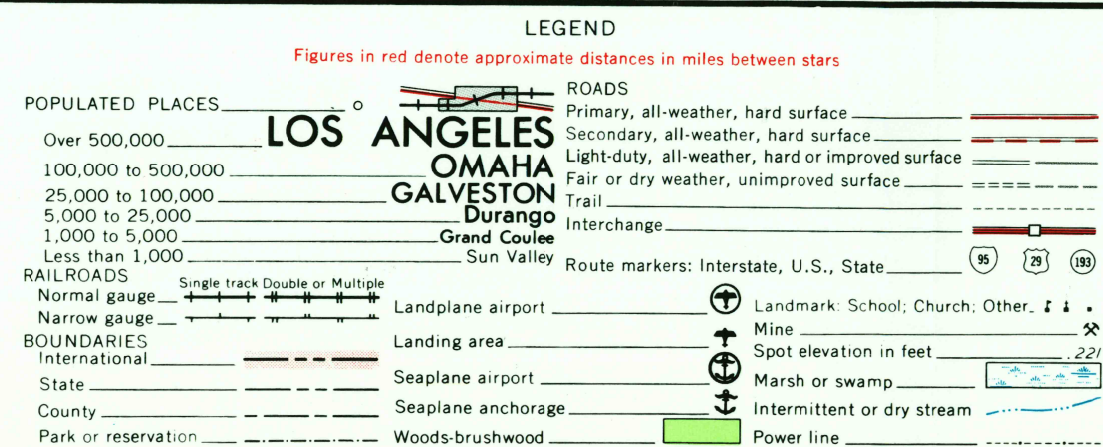 LEGEND
Figures in red denote approximate distances in miles between stars
POPULATED PLACES
Over 500,000 LOS ANGELES
100,000 to 500,000 OMAHA
25,000 to 100,000 GALVESTON
5,000 to 25,000 Durango
1,000 to 5,000 Grand Coulee
Less than 1,000 Sun Valley
RAILROADS
Single track Double or Multiple
Normal gauge
Narrow gauge
BOUNDARIES
International
State
County
Park or reservation
Landplane airport
Landing area
Seaplane airport
Seaplane anchorage
Woods-brushwood
ROADS
Primary, all-weather, hard surface
Secondary, all-weather, hard surface
Light-duty, all-weather, hard or improved surface
Fair or dry weather, unimproved surface
Trail
Interchange
Route markers: Interstate, U.S., State 95 29 193
Landmark: School; Church; Other
Mine
Spot elevation in feet .221
Marsh or swamp
Intermittent or dry stream
Power line